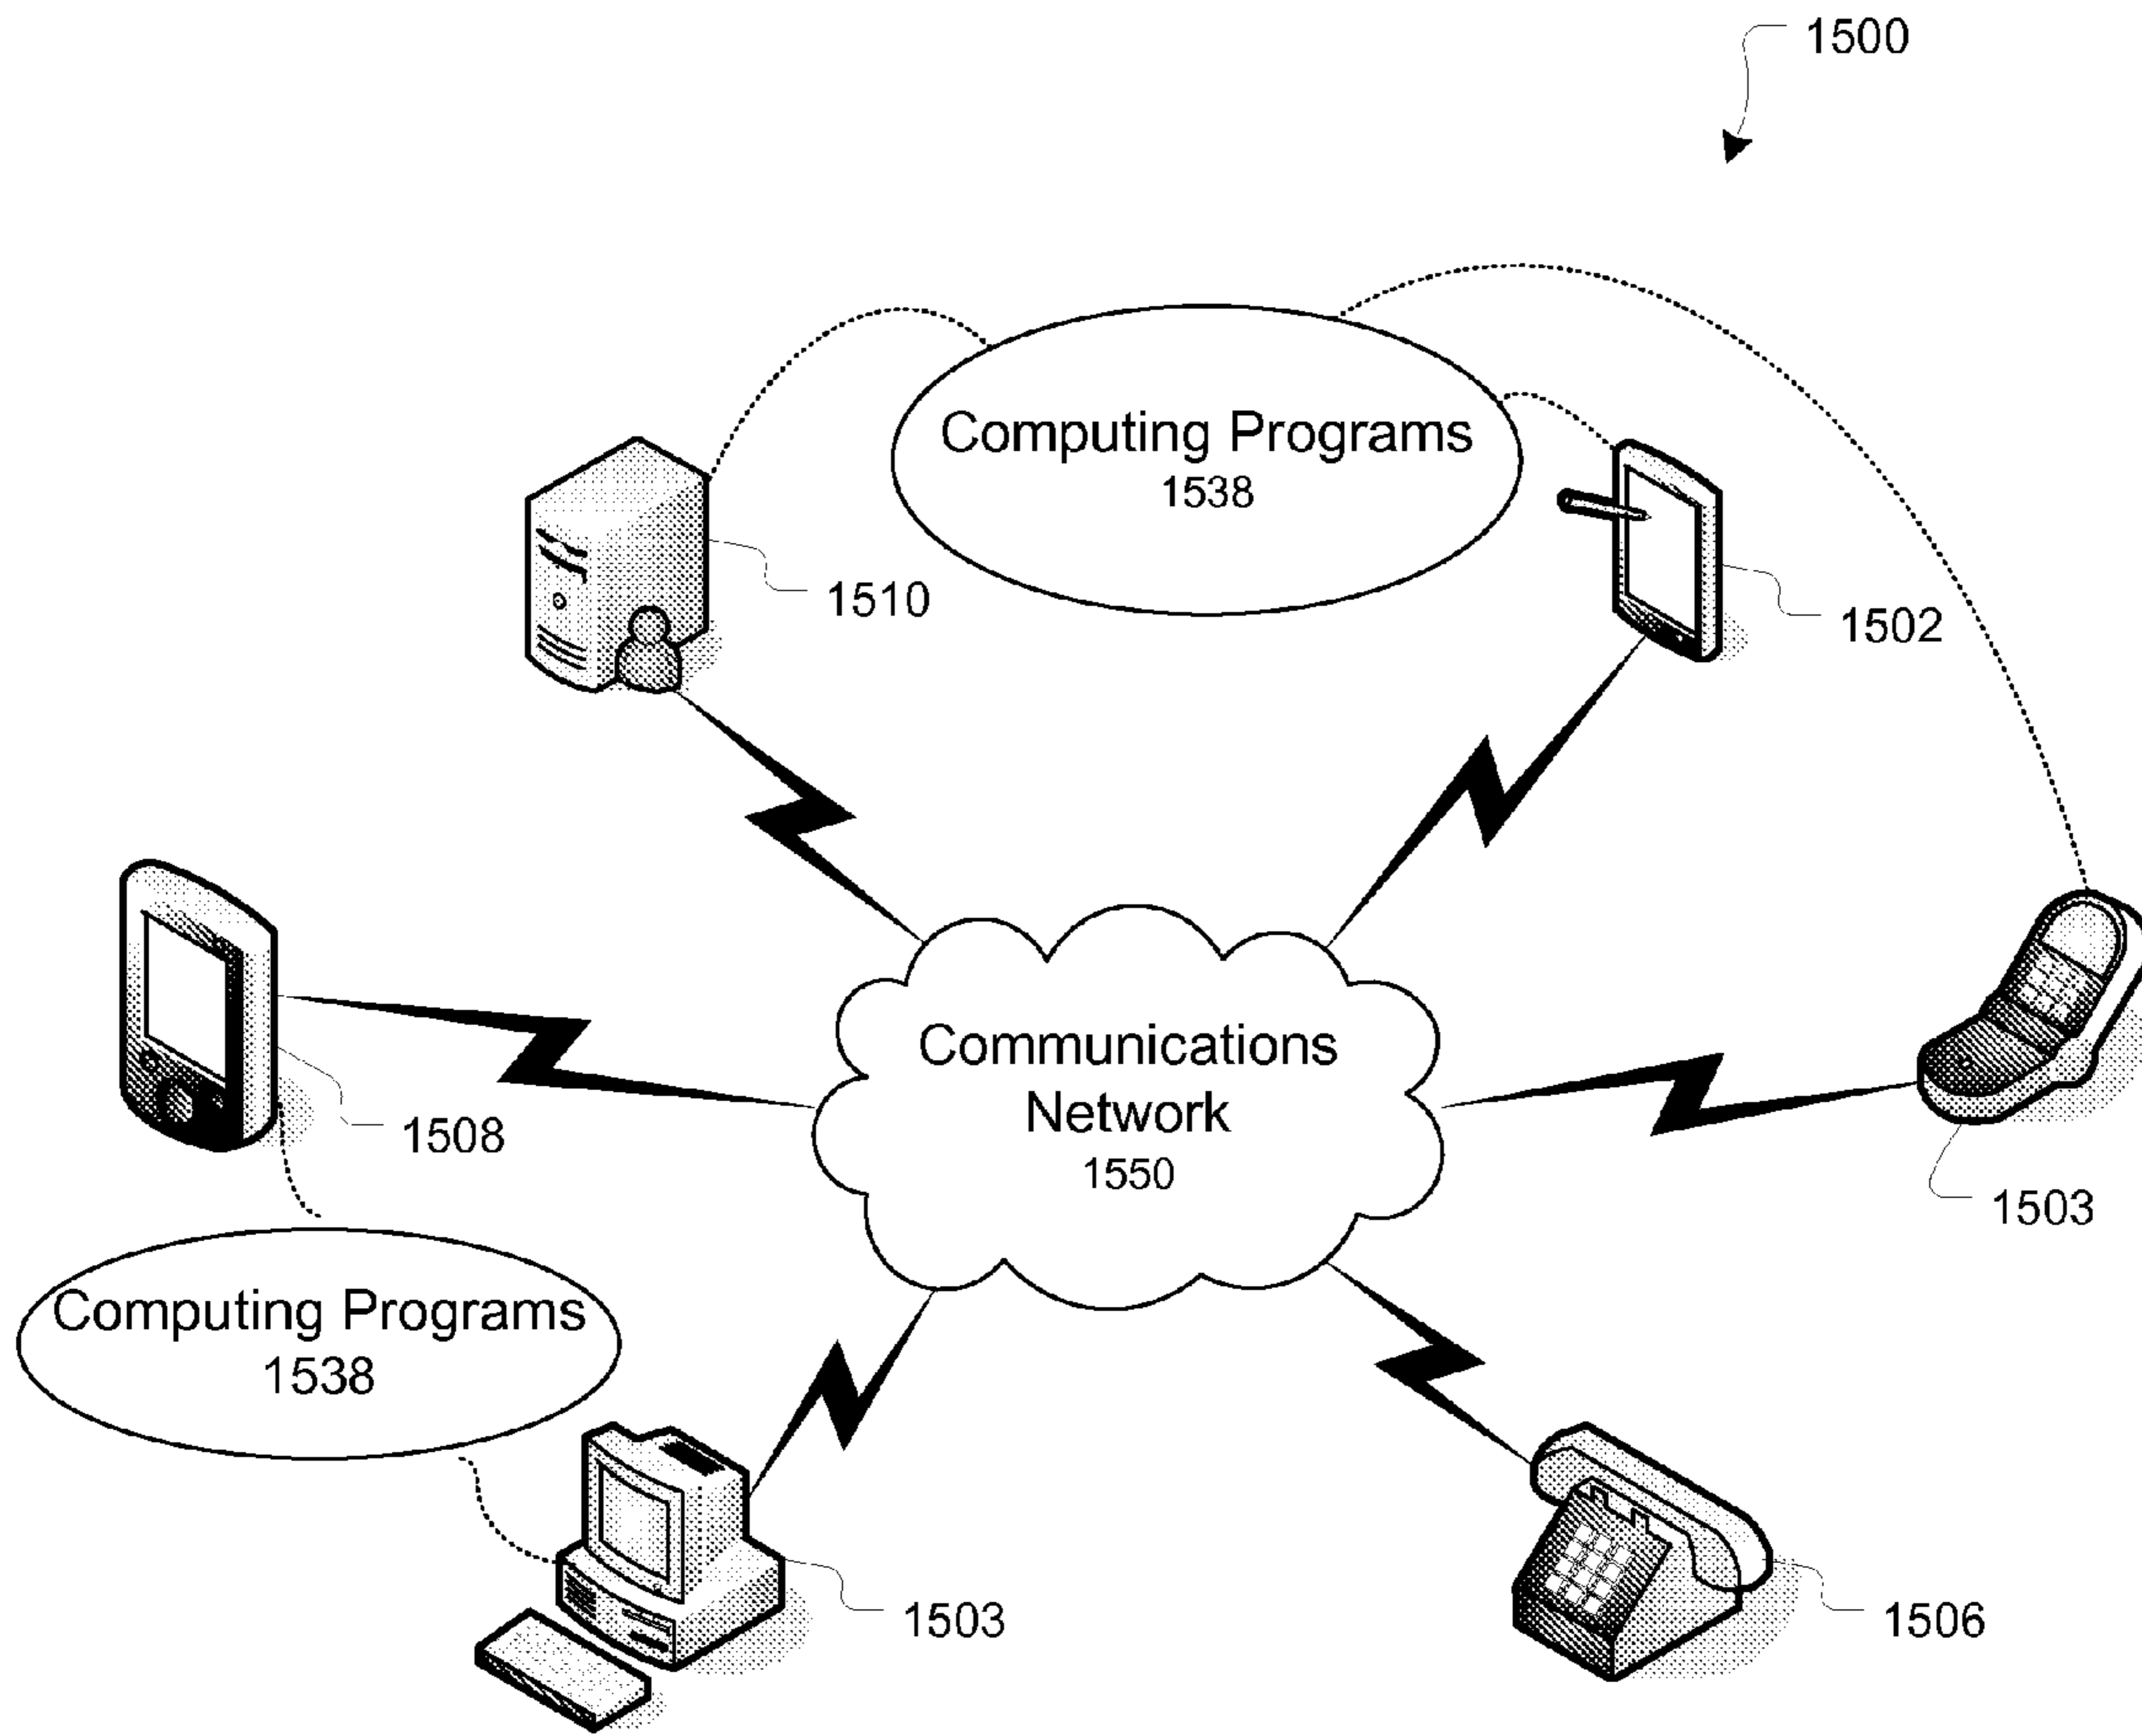 1500
Computing Programs
1538
1510
1502
Communications
Network
1550
1508
1503
Computing Programs
1538
1503
1506